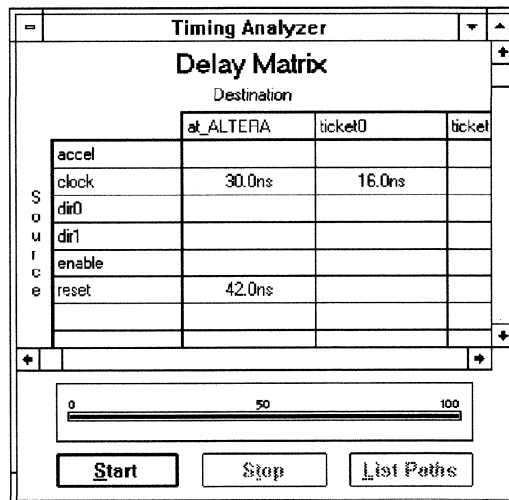 Timing Analyzer
Delay Matrix
Destination
at_ALTERA ticket0 ticket
Source
accel
clock 30.0ns 16.0ns
dir0
dir1
enable
reset 42.0ns
0 50 100
Start Stop List Paths